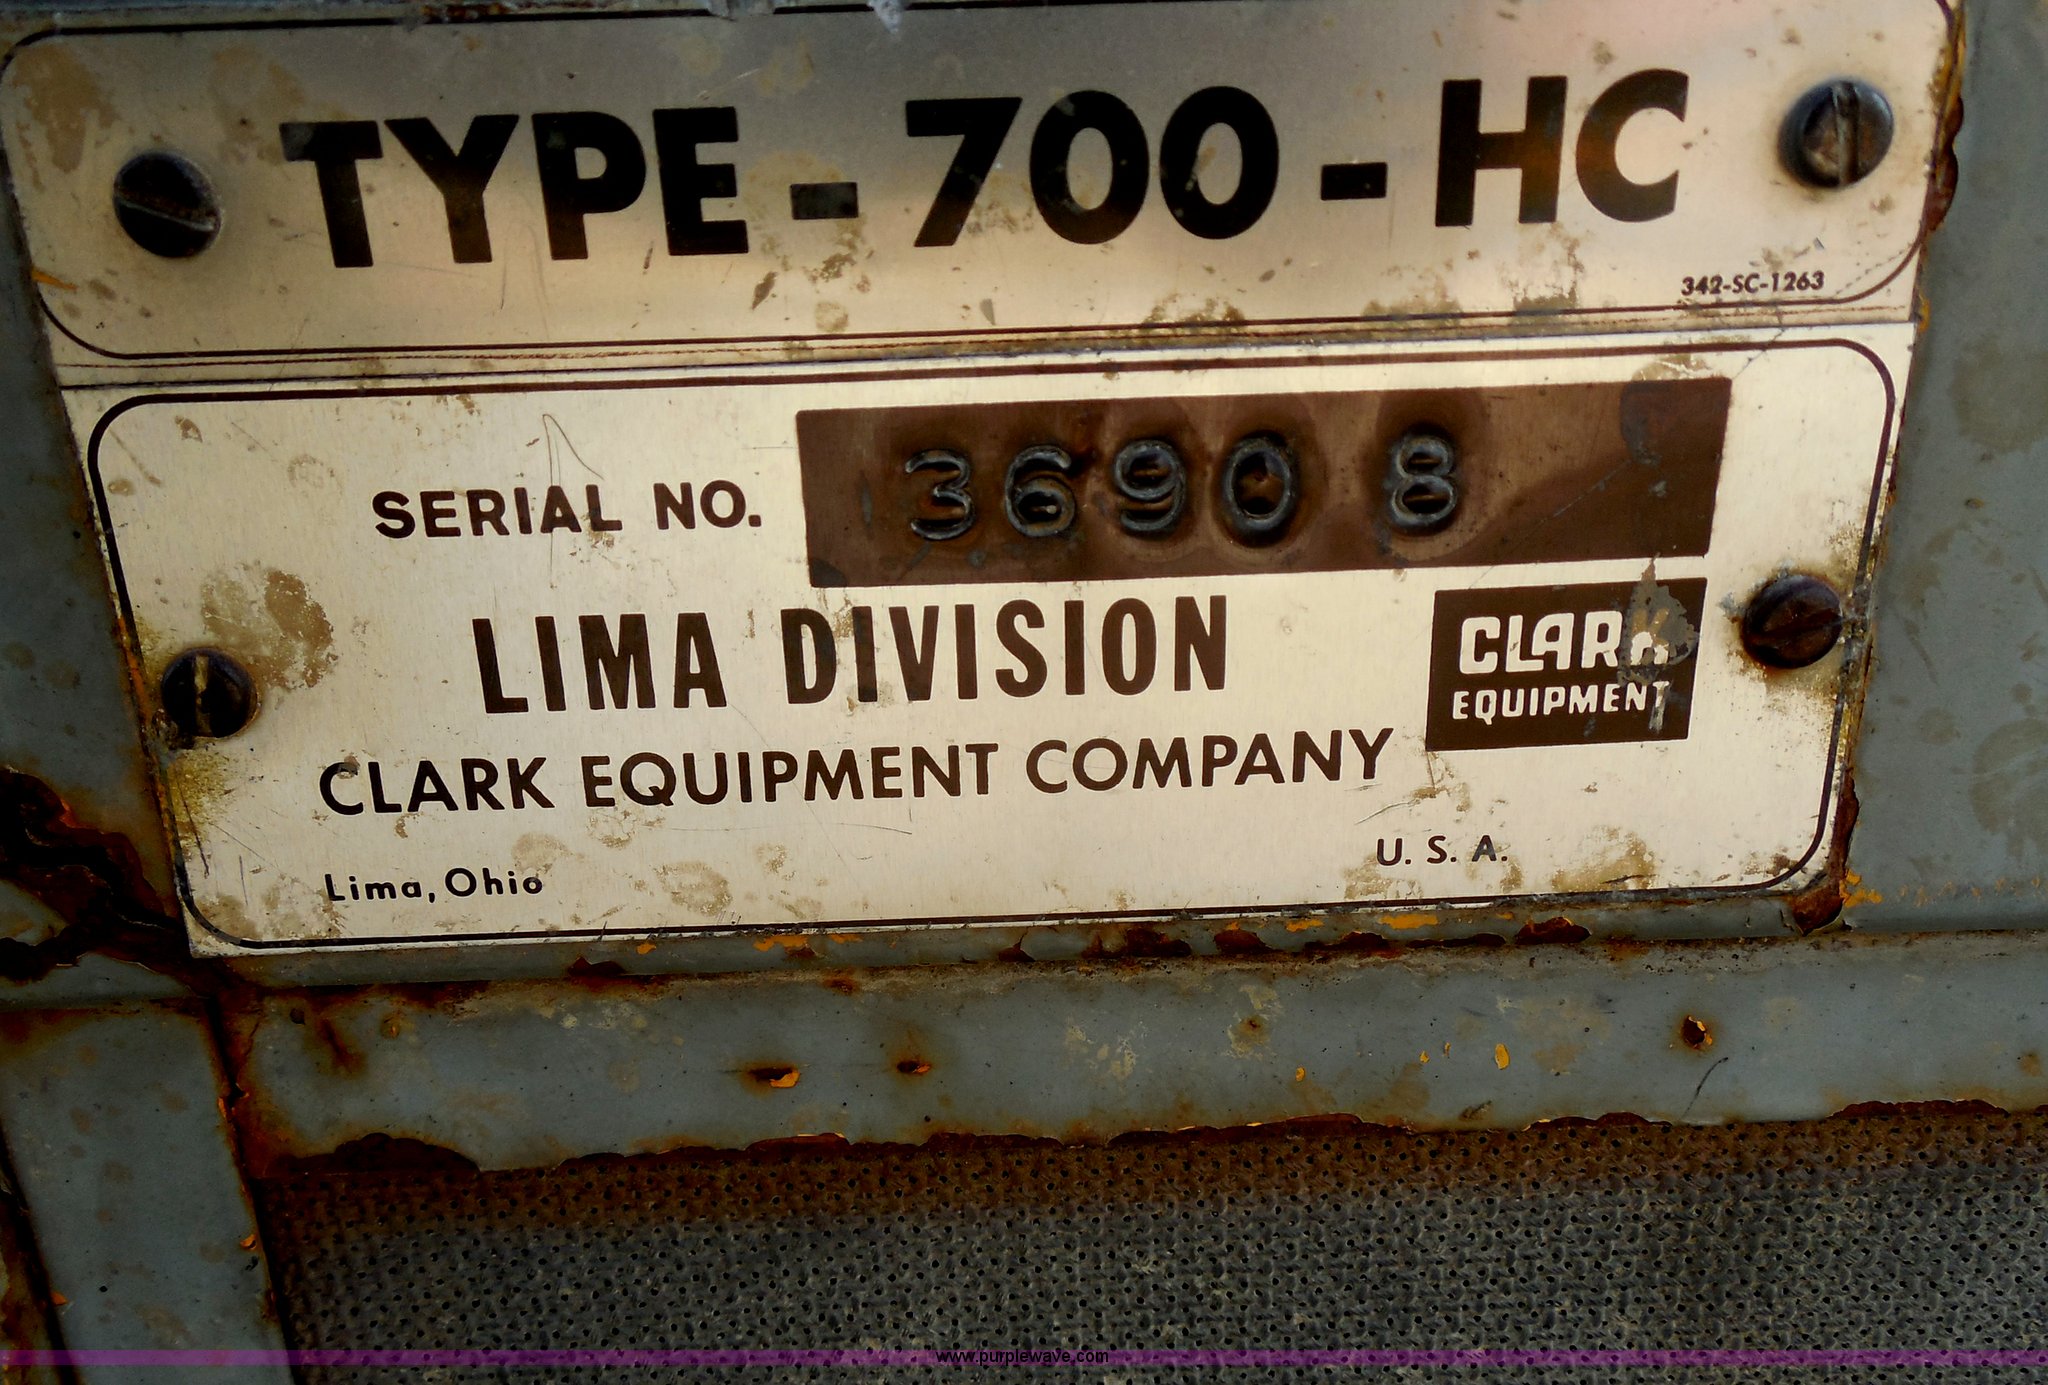 TYPE-700-HC
342-SC-1263
SERIAL NO. 3690 8
LIMA DIVISION
CLARK EQUIPMENT
CLARK EQUIPMENT COMPANY
Lima, Ohio U. S. A.
www.purplewave.com